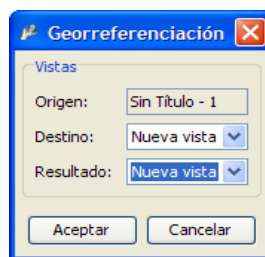 Georreferenciación
Vistas
Origen: Sin Título - 1
Destino: Nueva vista
Resultado: Nueva vista
Aceptar Cancelar